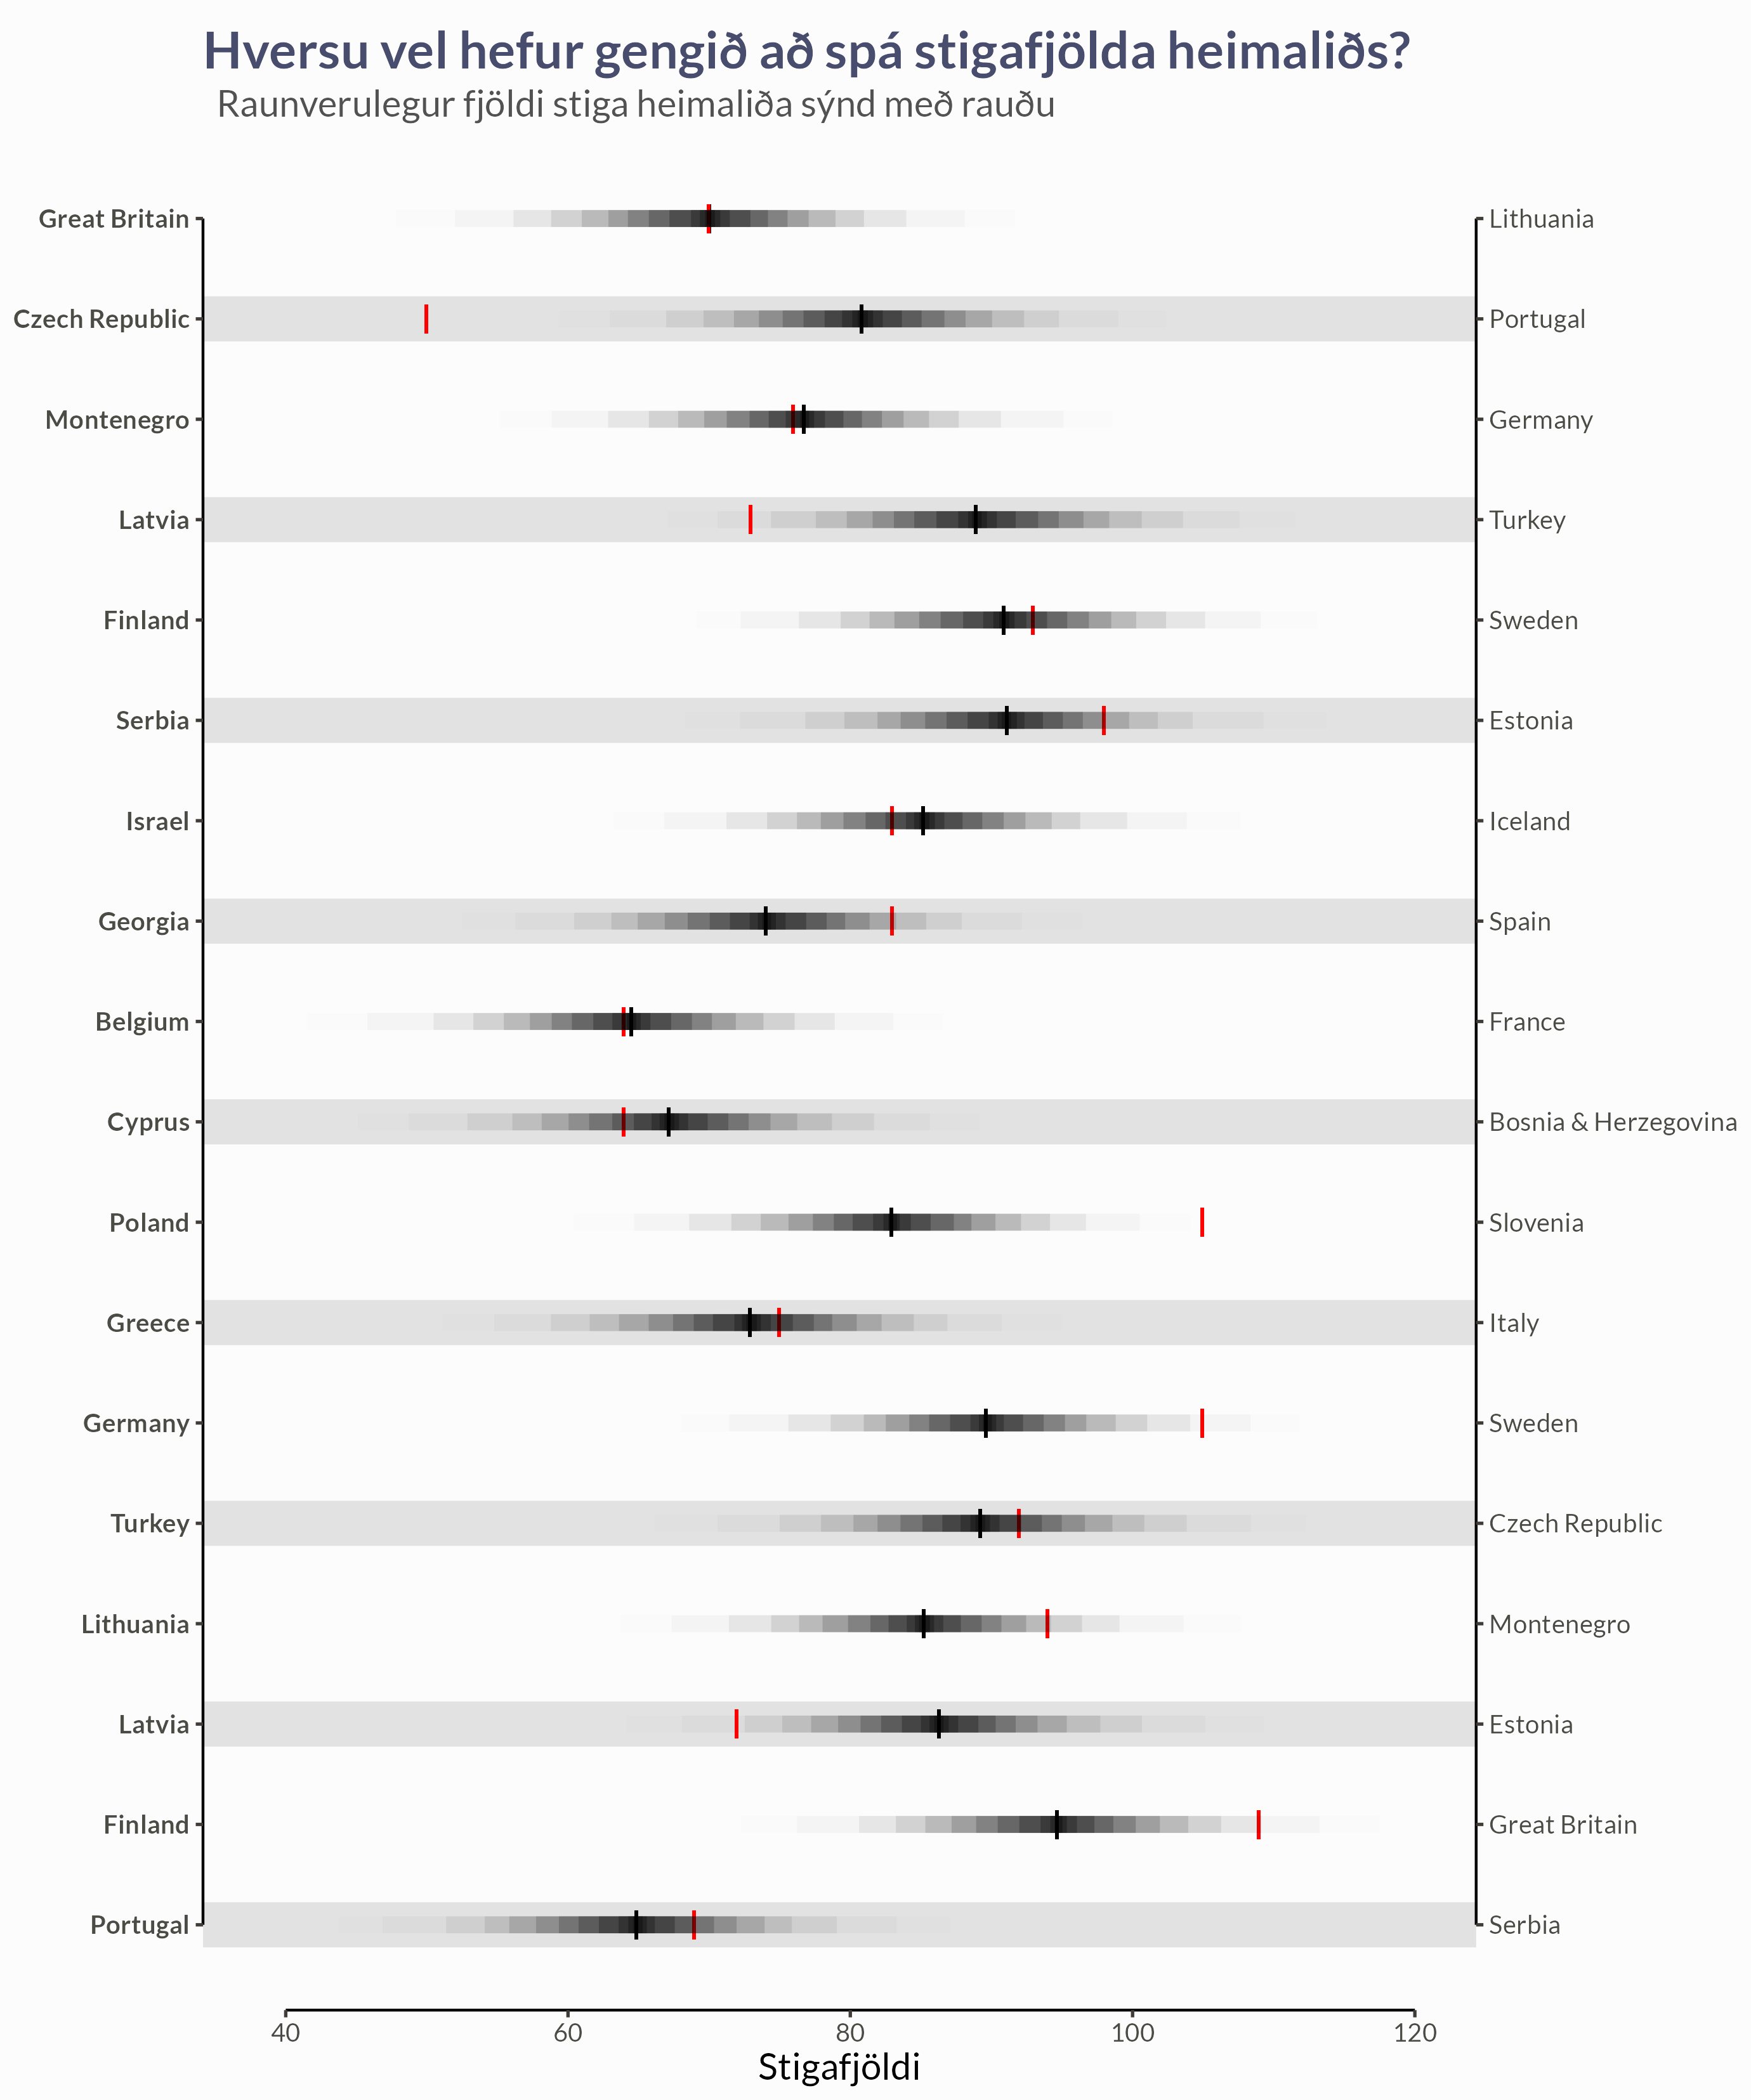 Hversu vel hefur gengið að spá stigafjölda heimaliðs?
Raunverulegur fjöldi stiga heimaliða sýnd með rauðu
Great Britain Lithuania
Czech Republic Portugal
Montenegro Germany
Latvia Turkey
Finland Sweden
Serbia Estonia
Israel Iceland
Georgia Spain
Belgium France
Cyprus Bosnia & Herzegovina
Poland Slovenia
Greece Italy
Germany Sweden
Turkey Czech Republic
Lithuania Montenegro
Latvia Estonia
Finland Great Britain
Portugal Serbia
40 60 80 100 120
Stigafjöldi